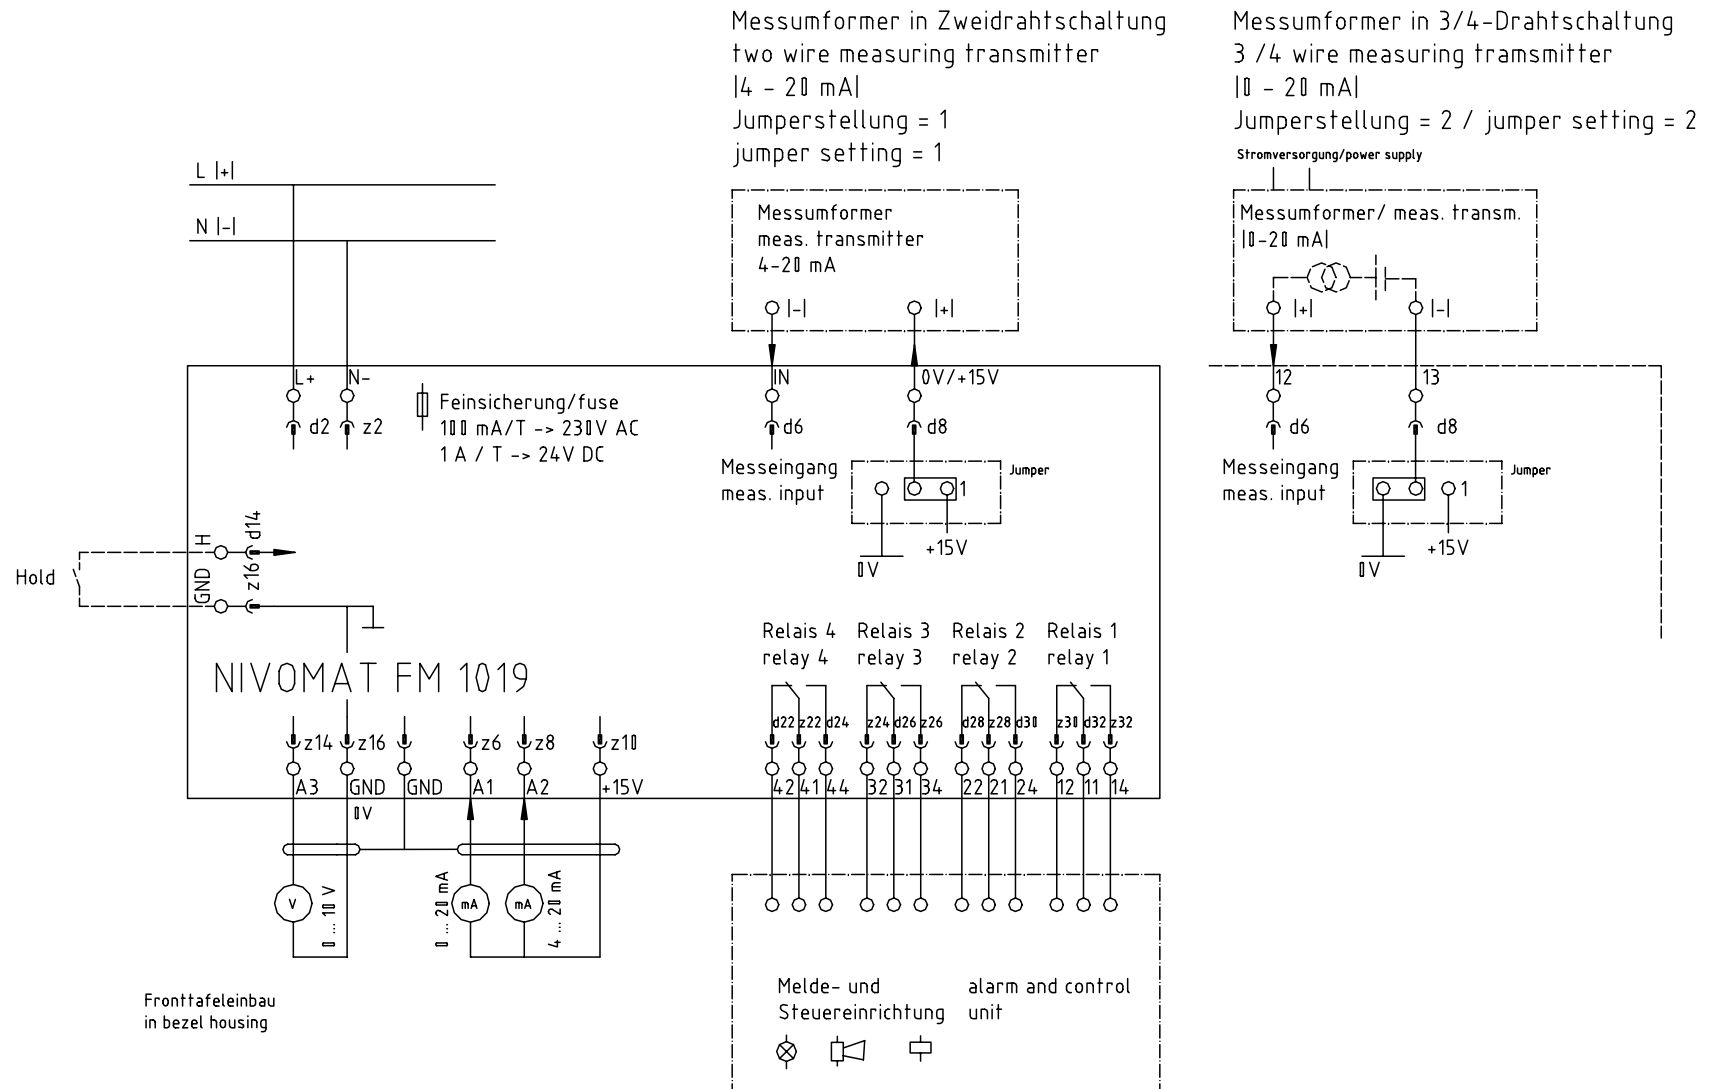 Messumformer in Zweidrahtschaltung
two wire measuring transmitter
|4 - 20 mA|
Jumperstellung = 1
jumper setting = 1
Messumformer in 3/4-Drahtschaltung
3 /4 wire measuring tramsmitter
|0 - 20 mA|
Jumperstellung = 2 / jumper setting = 2
Stromversorgung/power supply
L |+|
N |-|
Messumformer
meas. transmitter
4-20 mA
|-|
|+|
Messumformer/ meas. transm.
|0-20 mA|
|+|
|-|
L+
N-
d2
z2
Feinsicherung/fuse
100 mA/T -> 230V AC
1 A / T -> 24V DC
IN
0V/+15V
d6
d8
Messeingang
meas. input
Jumper
1
+15V
0V
12
13
d6
d8
Messeingang
meas. input
Jumper
1
+15V
0V
Hold
H
d14
GND
z16
NIVOMAT FM 1019
Relais 4
relay 4
Relais 3
relay 3
Relais 2
relay 2
Relais 1
relay 1
z14
z16
z6
z8
z10
d22 z22 d24
z24 d26 z26
d28 z28 d30
z30 d32 z32
A3
GND
GND
A1
A2
+15V
0V
42 41 44
32 31 34
22 21 24
12 11 14
V
0 ... 10 V
0 ... 20 mA
mA
mA
4 ... 20 mA
Fronttafeleinbau
in bezel housing
Melde- und
Steuereinrichtung
alarm and control
unit